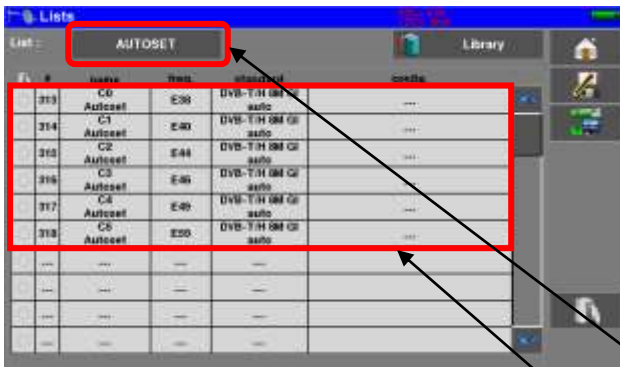 Lists
List :
AUTOSET
Library
# name freq. standard config.
313 C0 Autoset E38 DVB-T/H 8M GI auto ---
314 C1 Autoset E40 DVB-T/H 8M GI auto ---
315 C2 Autoset E44 DVB-T/H 8M GI auto ---
316 C3 Autoset E46 DVB-T/H 8M GI auto ---
317 C4 Autoset E49 DVB-T/H 8M GI auto ---
318 DVB-T/H 8M GI auto ---
Autoset
--- --- --- --- ---
--- --- --- --- ---
--- --- --- --- ---
--- --- --- --- ---